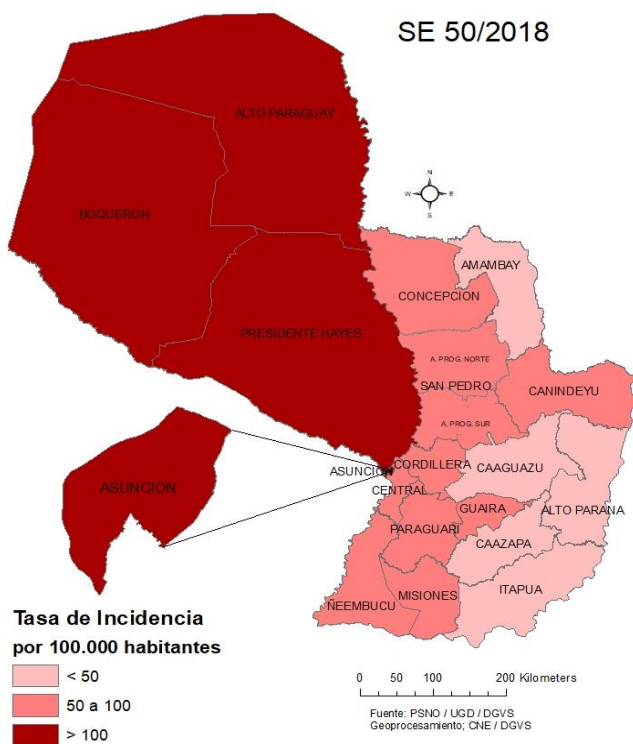 SE 50/2018
ALTO PARAGUAY
BOQUERON
N
W E
S
AMAMBAY
CONCEPCION
PRESIDENTE HAYES
A. PROG. NORTE
SAN PEDRO
CANINDEYU
A. PROG. SUR
ASUNCION
CORDILLERA
CAAGUAZU
ASUNCION
CENTRAL
GUAIRA
ALTO PARANA
PARAGUARI
CAAZAPA
ITAPUA
MISIONES
ÑEEMBUCU
Tasa de Incidencia
por 100.000 habitantes
< 50
50 a 100
> 100
0 50 100 200 Kilometers
Fuente: PSNO / UGD / DGVS
Geoprocesamiento; CNE / DGVS